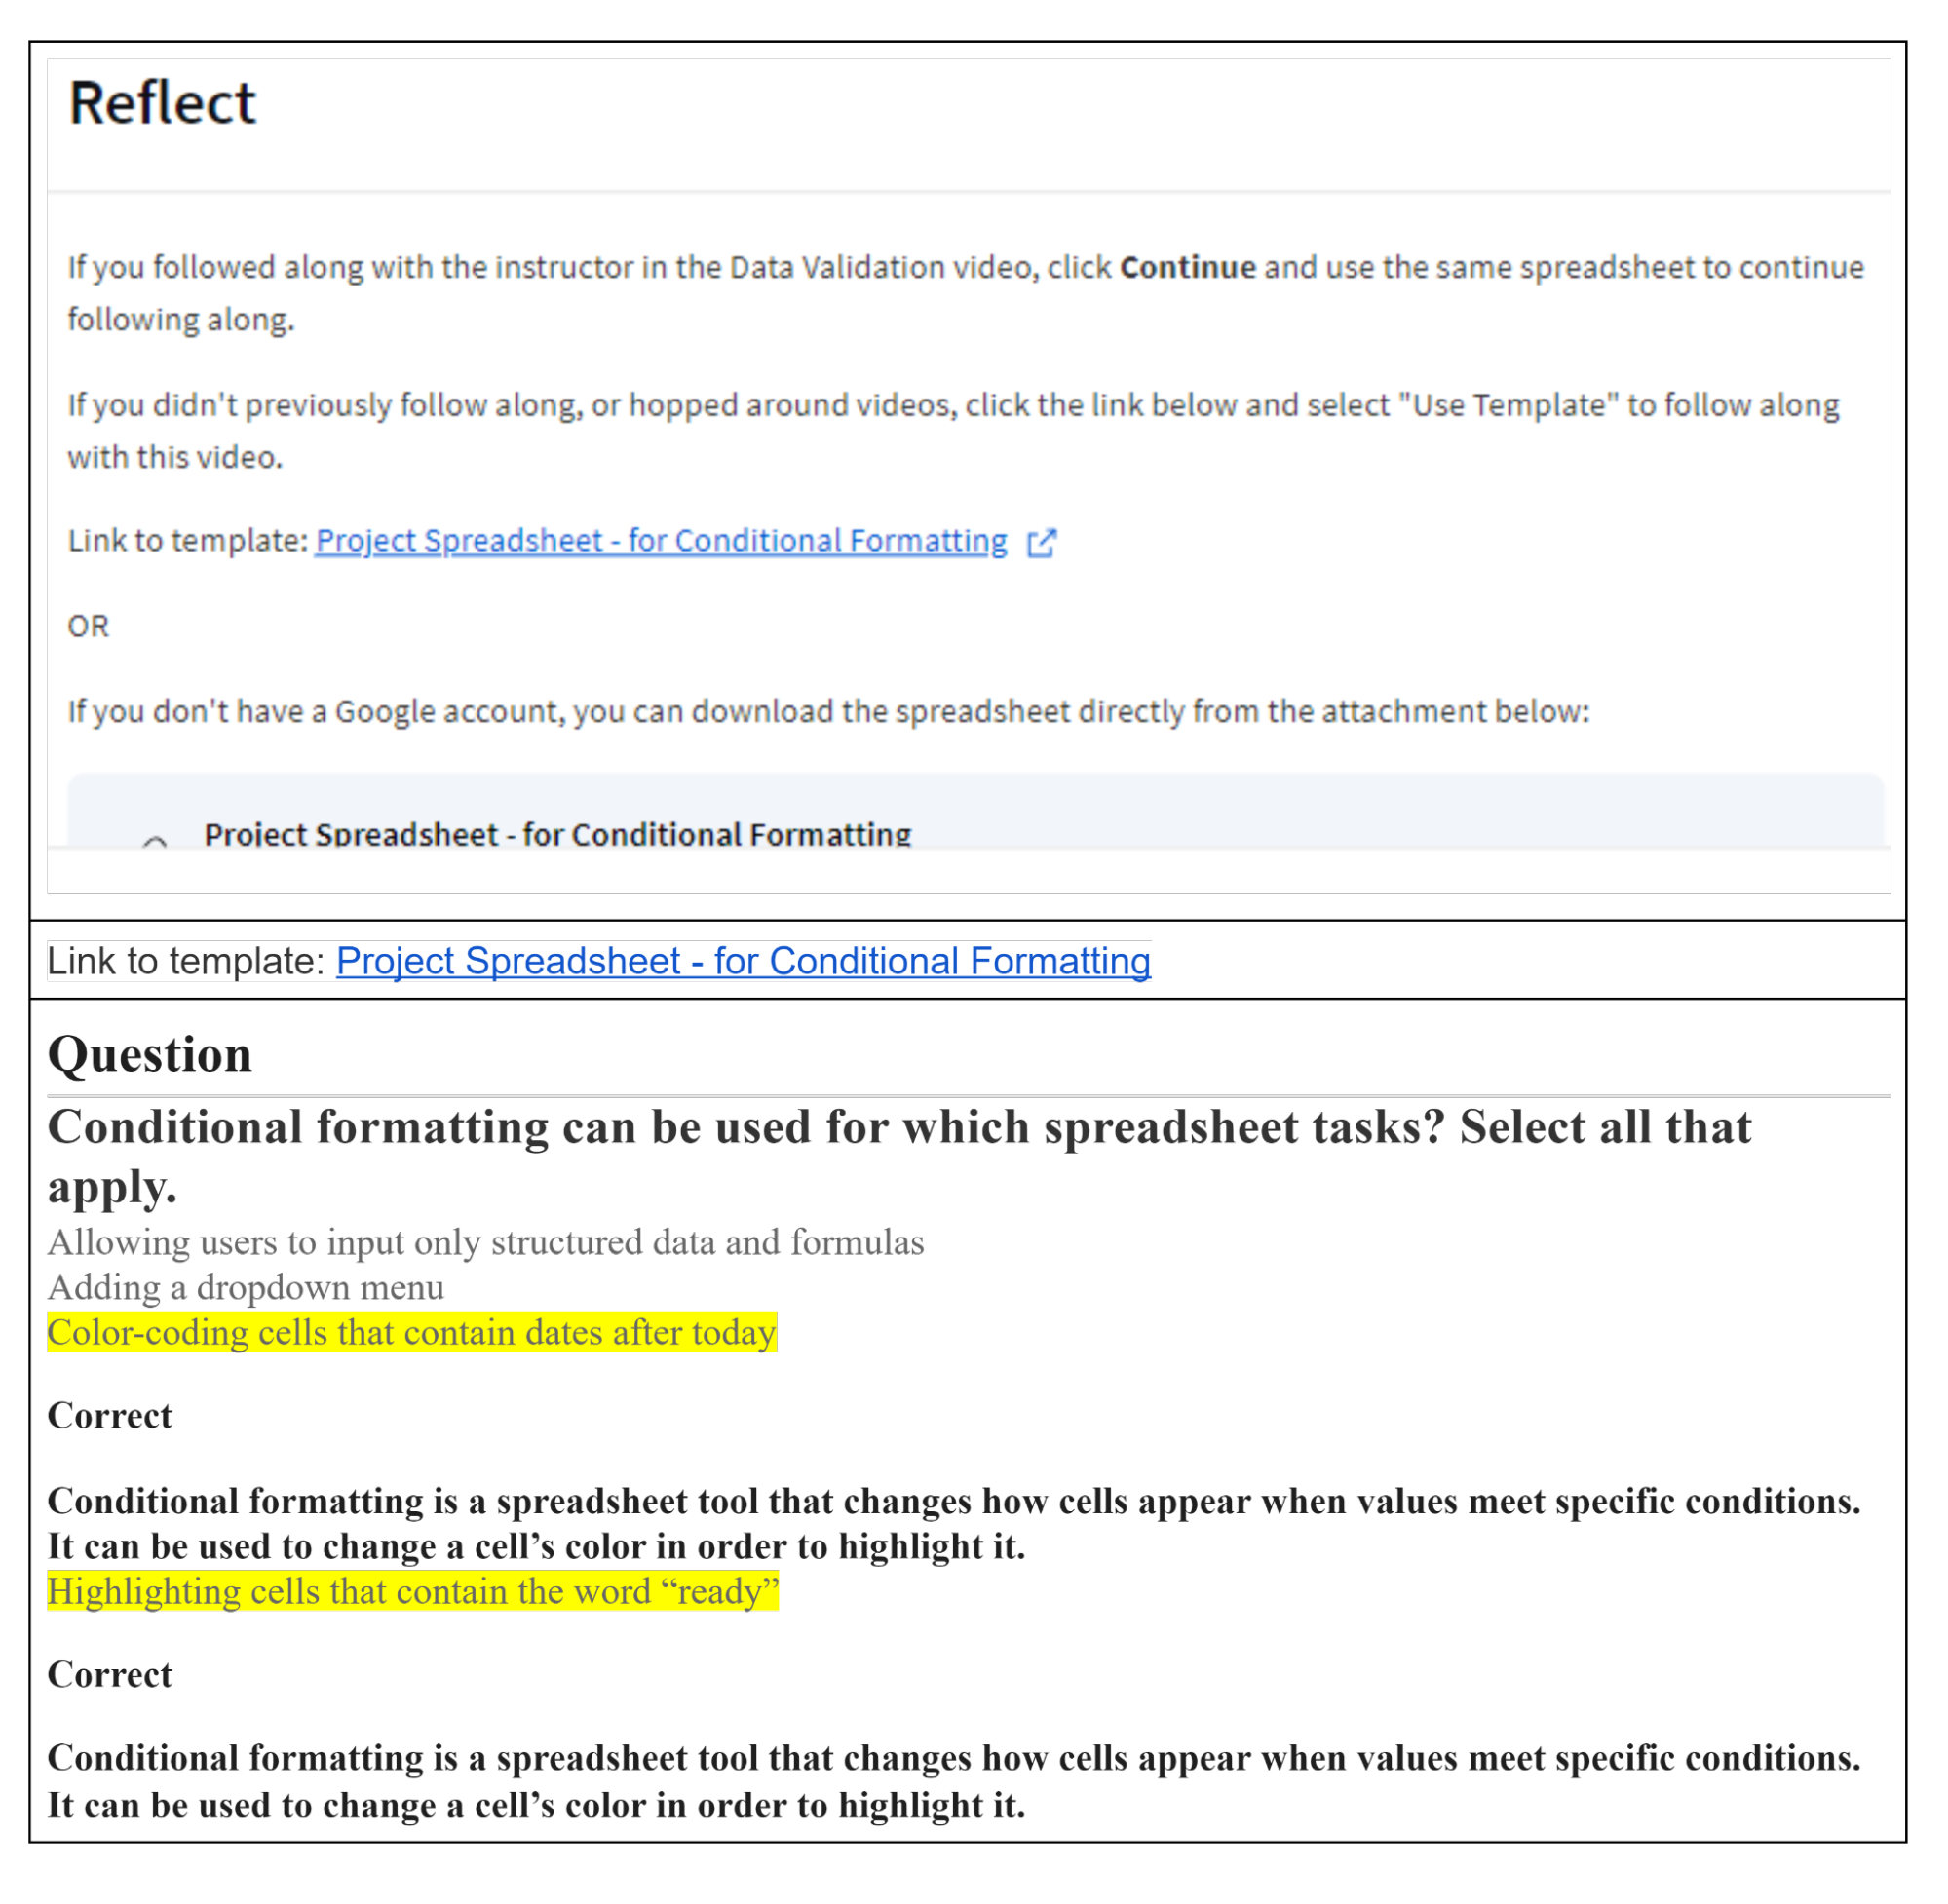 Reflect
If you followed along with the instructor in the Data Validation video, click Continue and use the same spreadsheet to continue
following along.
If you didn't previously follow along, or hopped around videos, click the link below and select "Use Template" to follow along
with this video.
Link to template: Project Spreadsheet - for Conditional Formatting
OR
If you don't have a Google account, you can download the spreadsheet directly from the attachment below:
Project Spreadsheet - for Conditional Formatting
Link to template: Project Spreadsheet - for Conditional Formatting
Question
Conditional formatting can be used for which spreadsheet tasks? Select all that
apply.
Allowing users to input only structured data and formulas
Adding a dropdown menu
Color-coding cells that contain dates after today
Correct
Conditional formatting is a spreadsheet tool that changes how cells appear when values meet specific conditions.
It can be used to change a cell’s color in order to highlight it.
Highlighting cells that contain the word “ready”
Correct
Conditional formatting is a spreadsheet tool that changes how cells appear when values meet specific conditions.
It can be used to change a cell’s color in order to highlight it.